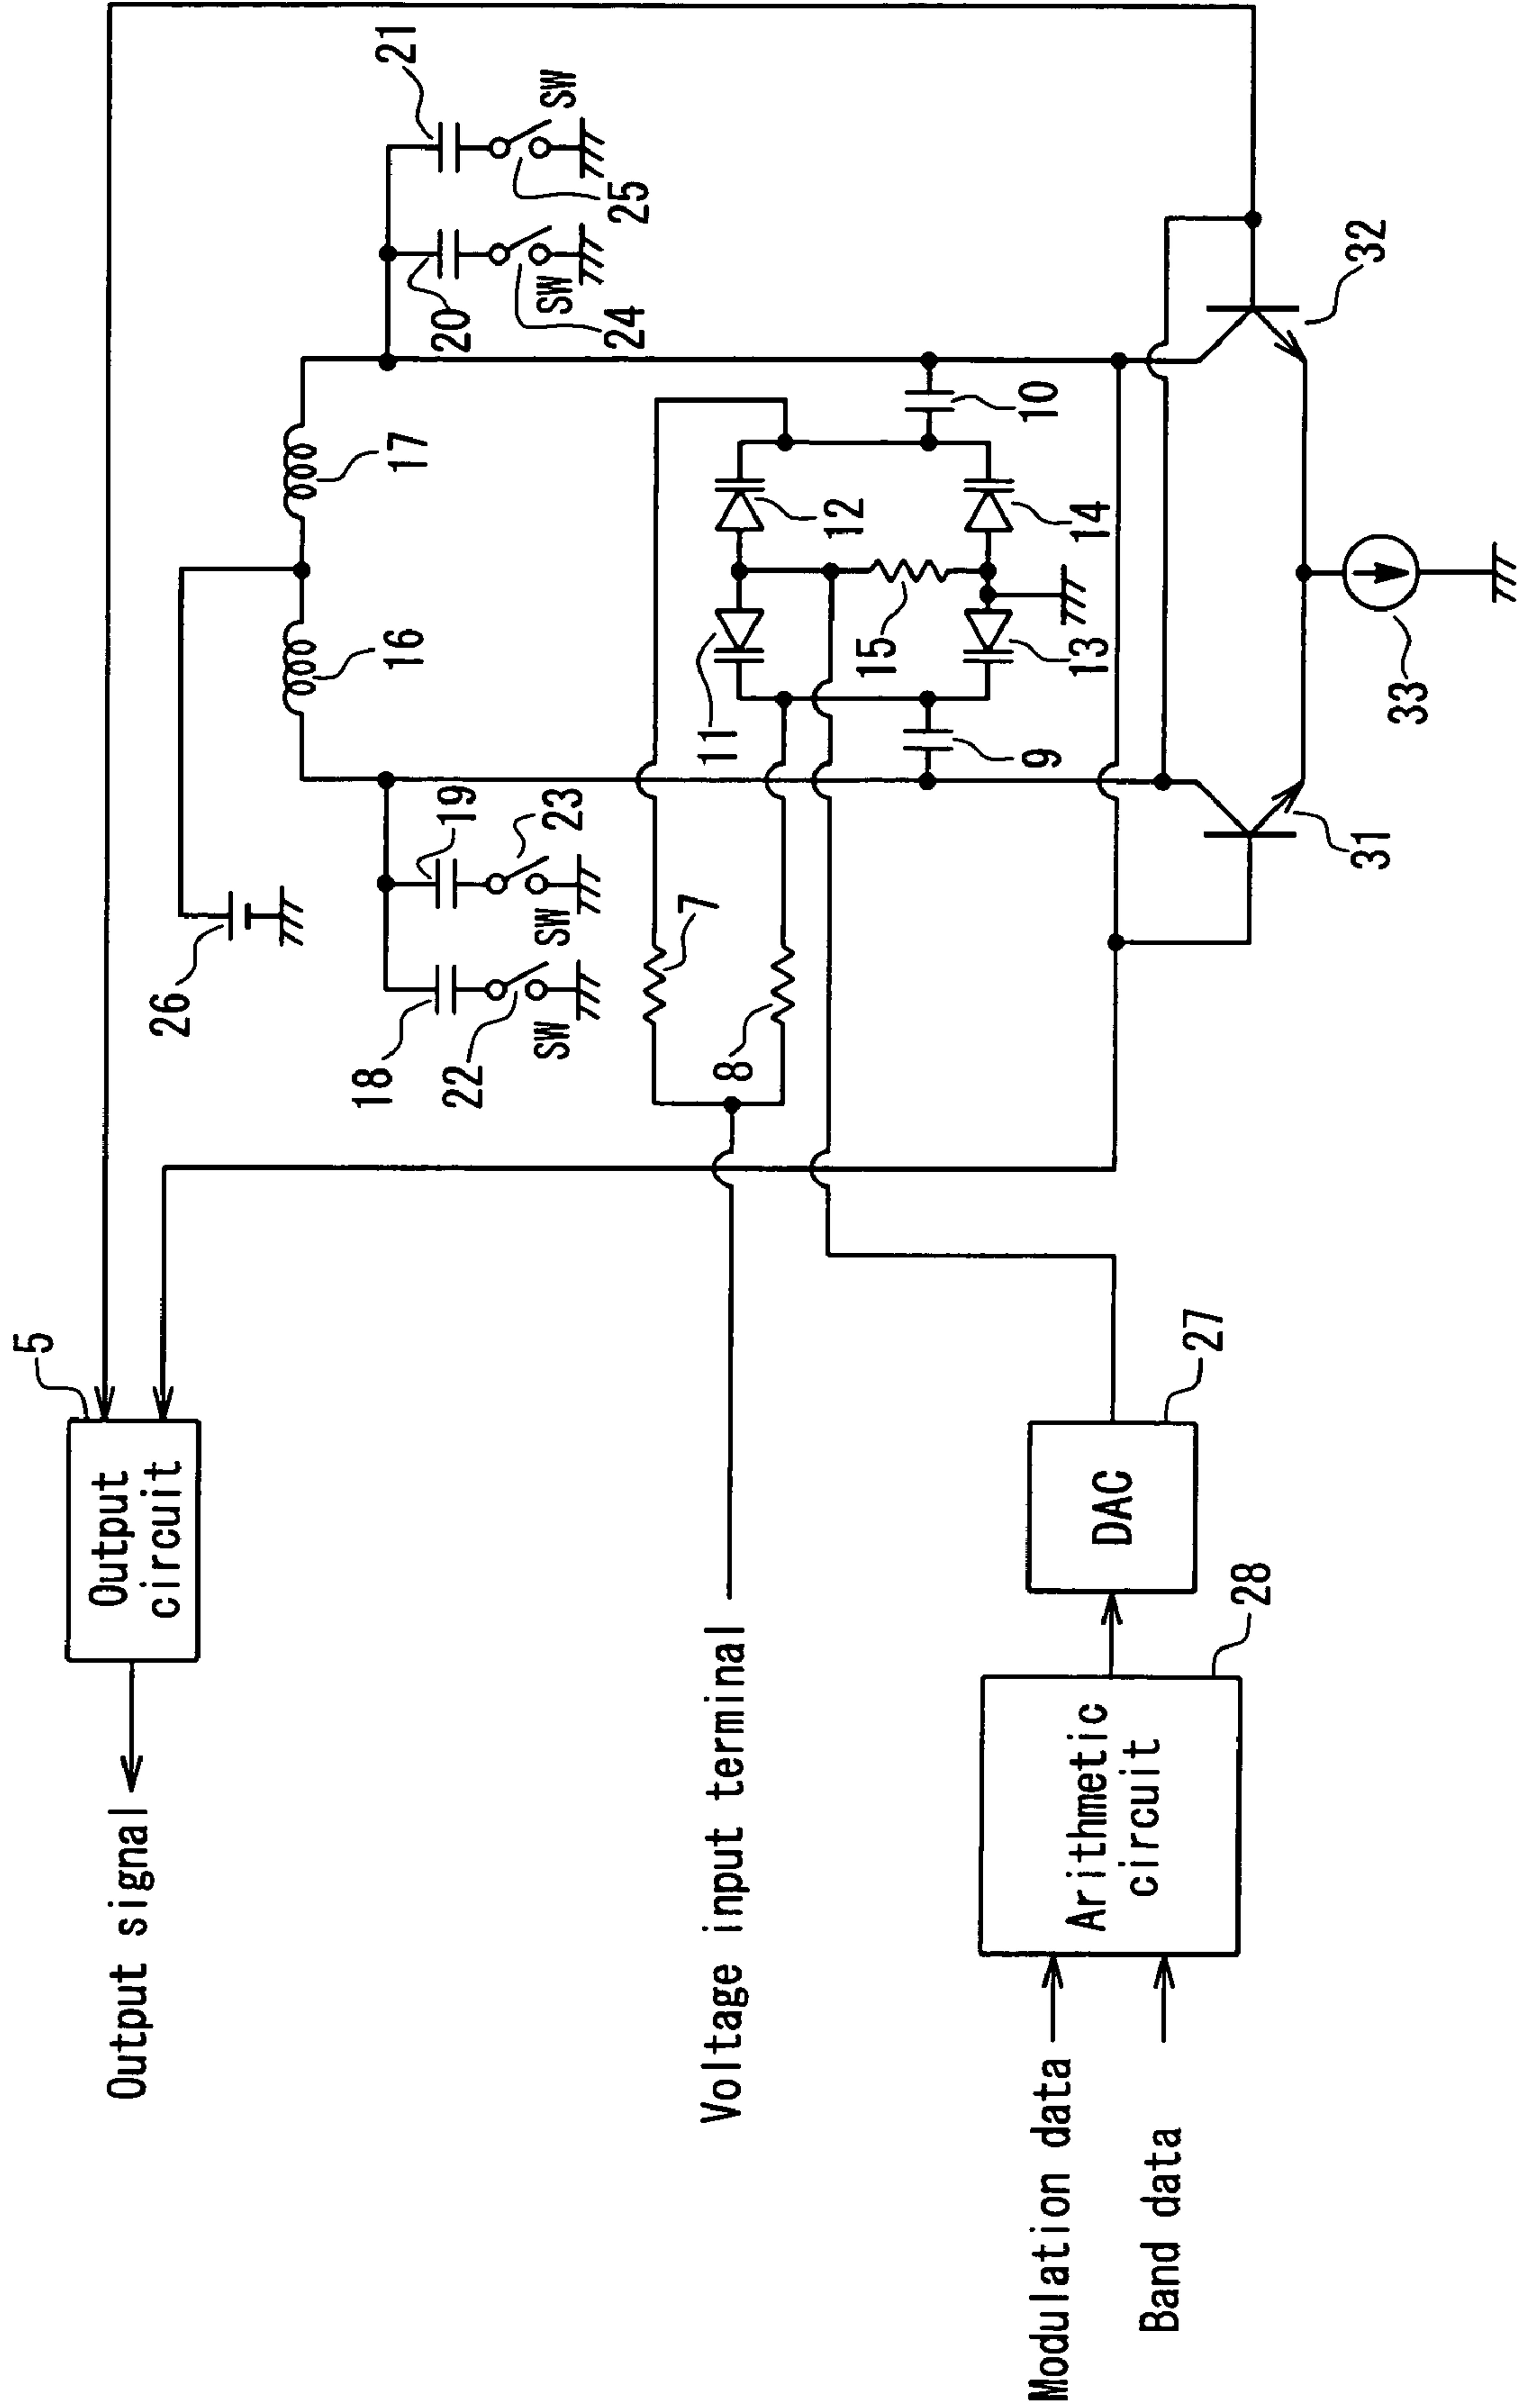 Output signal
Output
circuit
5
26
16
17
18
19
20
21
22
SW
SW
23
SW
24
SW
25
7
8
Voltage input terminal
11
12
15
9
10
13
14
Modulation data
Band data
Arithmetic
circuit
28
DAC
27
31
32
33